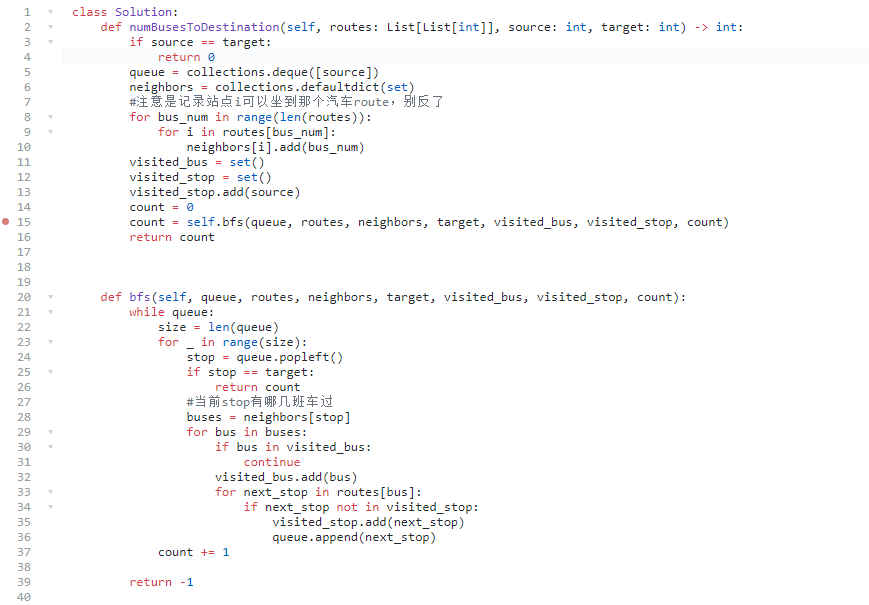 1 class Solution:
2     def numBusesToDestination(self, routes: List[List[int]], source: int, target: int) -> int:
3         if source == target:
4             return 0
5         queue = collections.deque([source])
6         neighbors = collections.defaultdict(set)
7         #注意是记录站点i可以坐到那个汽车route，别反了
8         for bus_num in range(len(routes)):
9             for i in routes[bus_num]:
10                 neighbors[i].add(bus_num)
11         visited_bus = set()
12         visited_stop = set()
13         visited_stop.add(source)
14         count = 0
15         count = self.bfs(queue, routes, neighbors, target, visited_bus, visited_stop, count)
16         return count
17
18
19
20     def bfs(self, queue, routes, neighbors, target, visited_bus, visited_stop, count):
21         while queue:
22             size = len(queue)
23             for _ in range(size):
24                 stop = queue.popleft()
25                 if stop == target:
26                     return count
27                 #当前stop有哪几班车过
28                 buses = neighbors[stop]
29                 for bus in buses:
30                     if bus in visited_bus:
31                         continue
32                     visited_bus.add(bus)
33                     for next_stop in routes[bus]:
34                         if next_stop not in visited_stop:
35                             visited_stop.add(next_stop)
36                             queue.append(next_stop)
37             count += 1
38
39         return -1
40